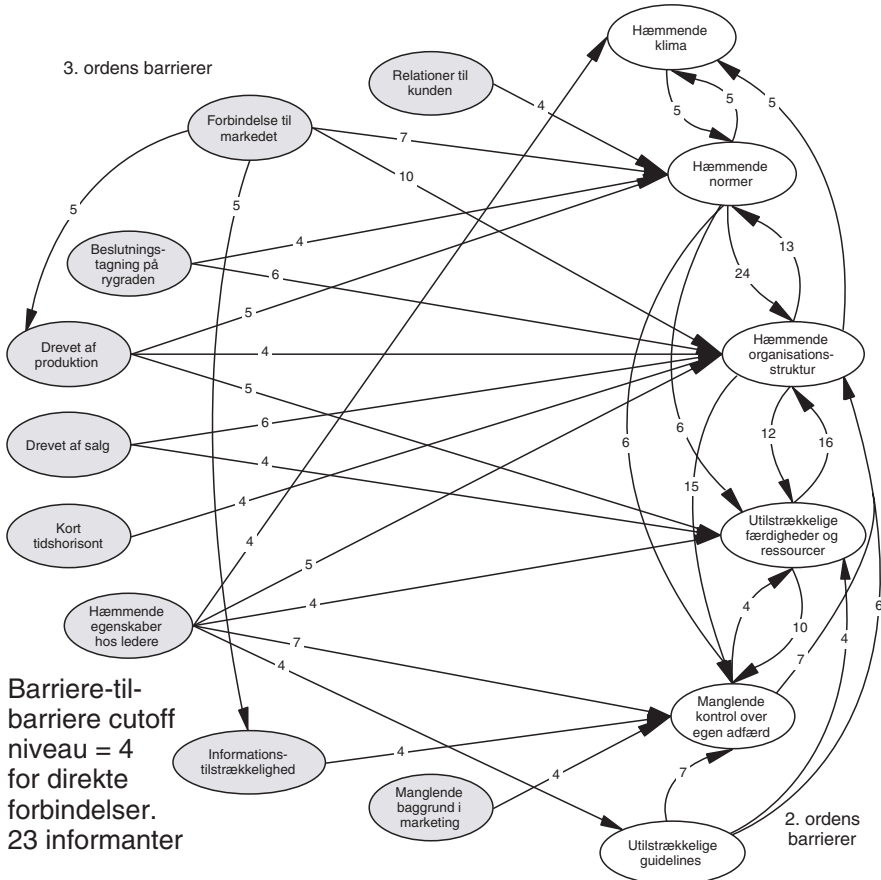 Hæmmende
klima
3. ordens barrierer
Relationer til
kunden
4
5
5
5
Forbindelse til
markedet
7
10
Hæmmende
normer
5
5
Beslutnings-
tagning på
rygraden
4
6
13
24
5
Drevet af
produktion
4
5
Hæmmende
organisations-
struktur
Drevet af salg
6
4
6
6
12
16
15
Kort
tidshorisont
4
Utilstrækkelige
færdigheder og
ressourcer
4
5
4
Hæmmende
egenskaber
hos ledere
7
4
4
10
7
4
6
Barriere-til-
barriere cutoff
niveau = 4
for direkte
forbindelser.
23 informanter
Informations-
tilstrækkelighed
4
Manglende
kontrol over
egen adfærd
Manglende
baggrund i
marketing
4
7
2. ordens
barrierer
Utilstrækkelige
guidelines